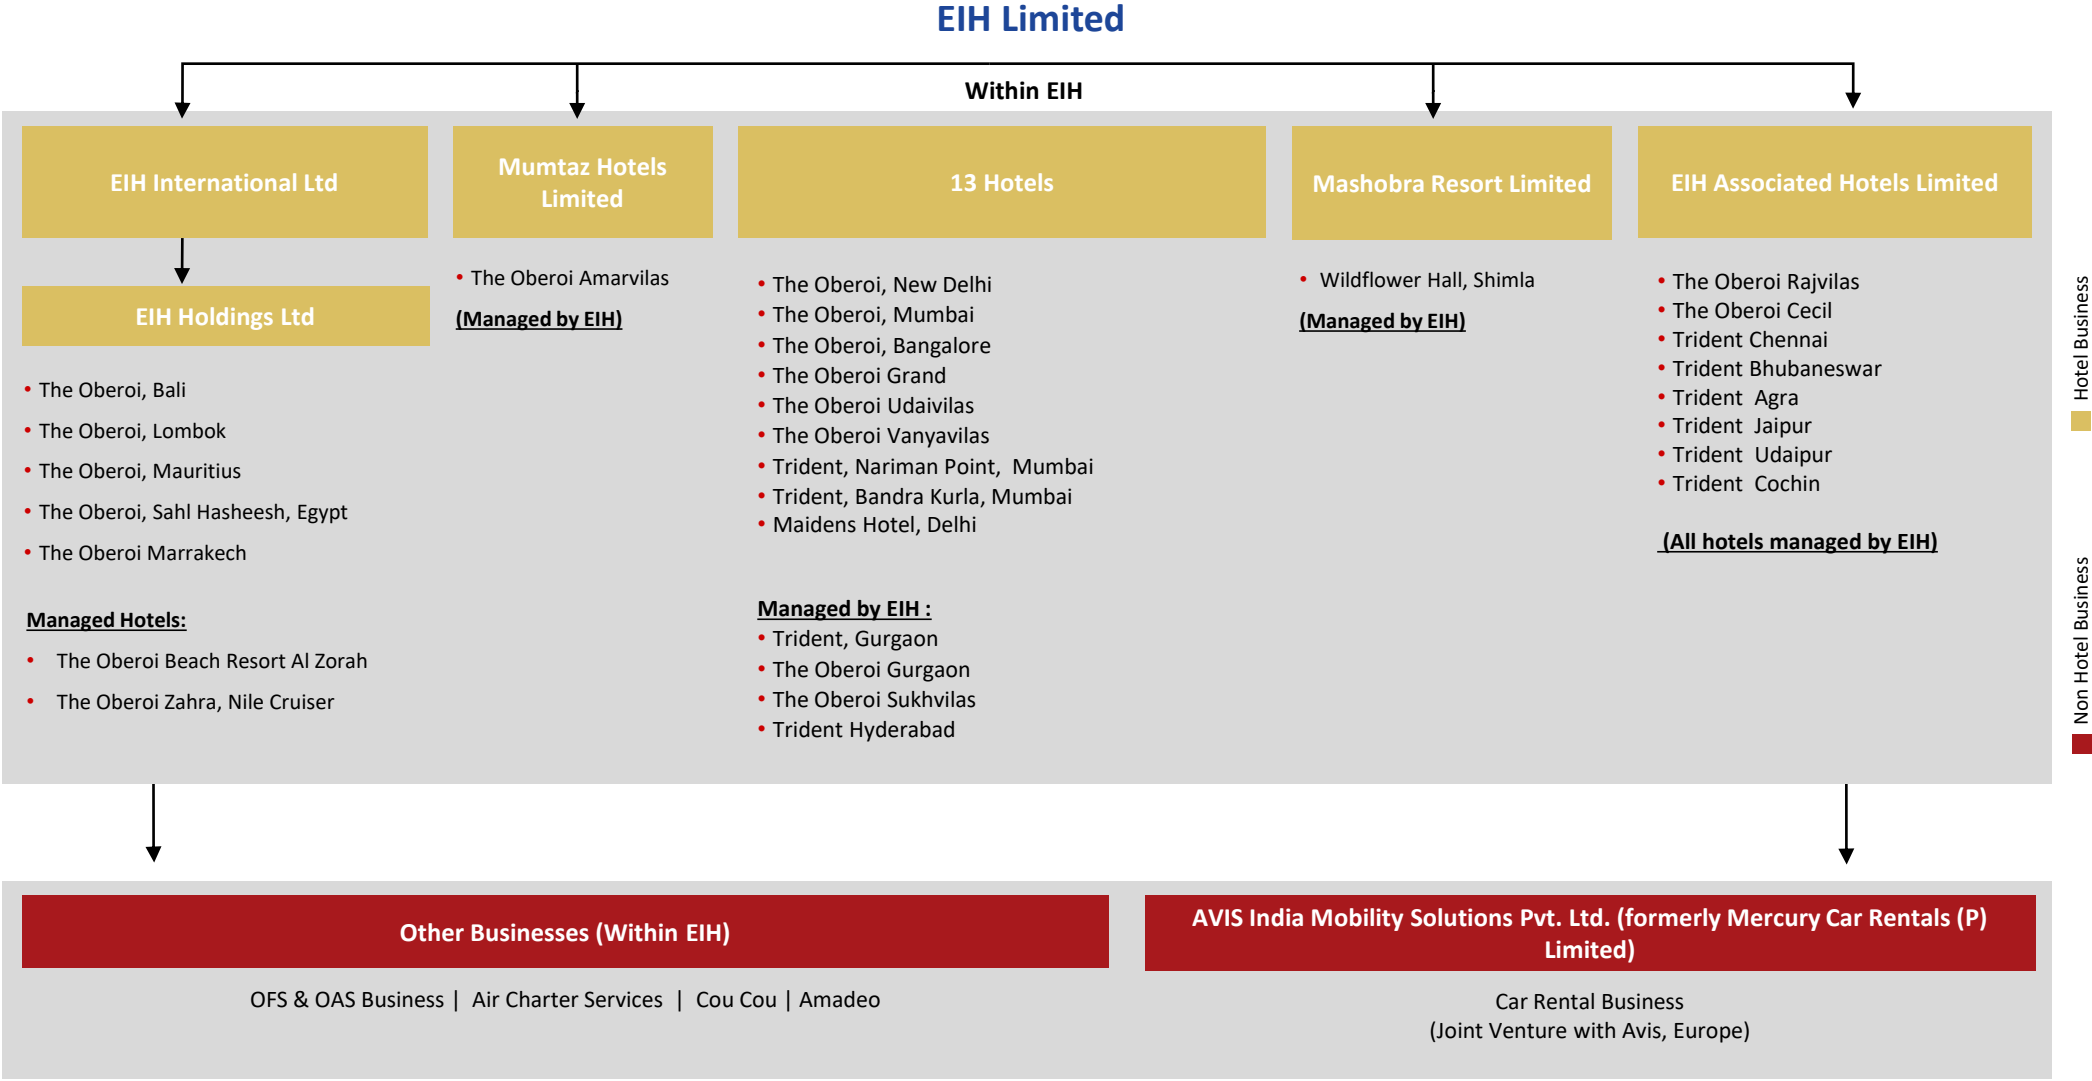 EIH Limited
Within EIH
EIH International Ltd
EIH Holdings Ltd
• The Oberoi, Bali
• The Oberoi, Lombok
• The Oberoi, Mauritius
• The Oberoi, Sahl Hasheesh, Egypt
• The Oberoi Marrakech
Managed Hotels:
• The Oberoi Beach Resort Al Zorah
• The Oberoi Zahra, Nile Cruiser
Mumtaz Hotels
Limited
• The Oberoi Amarvilas
(Managed by EIH)
13 Hotels
• The Oberoi, New Delhi
• The Oberoi, Mumbai
• The Oberoi, Bangalore
• The Oberoi Grand
• The Oberoi Udaivilas
• The Oberoi Vanyavilas
• Trident, Nariman Point, Mumbai
• Trident, Bandra Kurla, Mumbai
• Maidens Hotel, Delhi
Managed by EIH :
• Trident, Gurgaon
• The Oberoi Gurgaon
• The Oberoi Sukhvilas
• Trident Hyderabad
Mashobra Resort Limited
• Wildflower Hall, Shimla
(Managed by EIH)
EIH Associated Hotels Limited
• The Oberoi Rajvilas
• The Oberoi Cecil
• Trident Chennai
• Trident Bhubaneswar
• Trident Agra
• Trident Jaipur
• Trident Udaipur
• Trident Cochin
(All hotels managed by EIH)
Hotel Business
Non Hotel Business
Other Businesses (Within EIH)
OFS & OAS Business | Air Charter Services | Cou Cou | Amadeo
AVIS India Mobility Solutions Pvt. Ltd. (formerly Mercury Car Rentals (P)
Limited)
Car Rental Business
(Joint Venture with Avis, Europe)